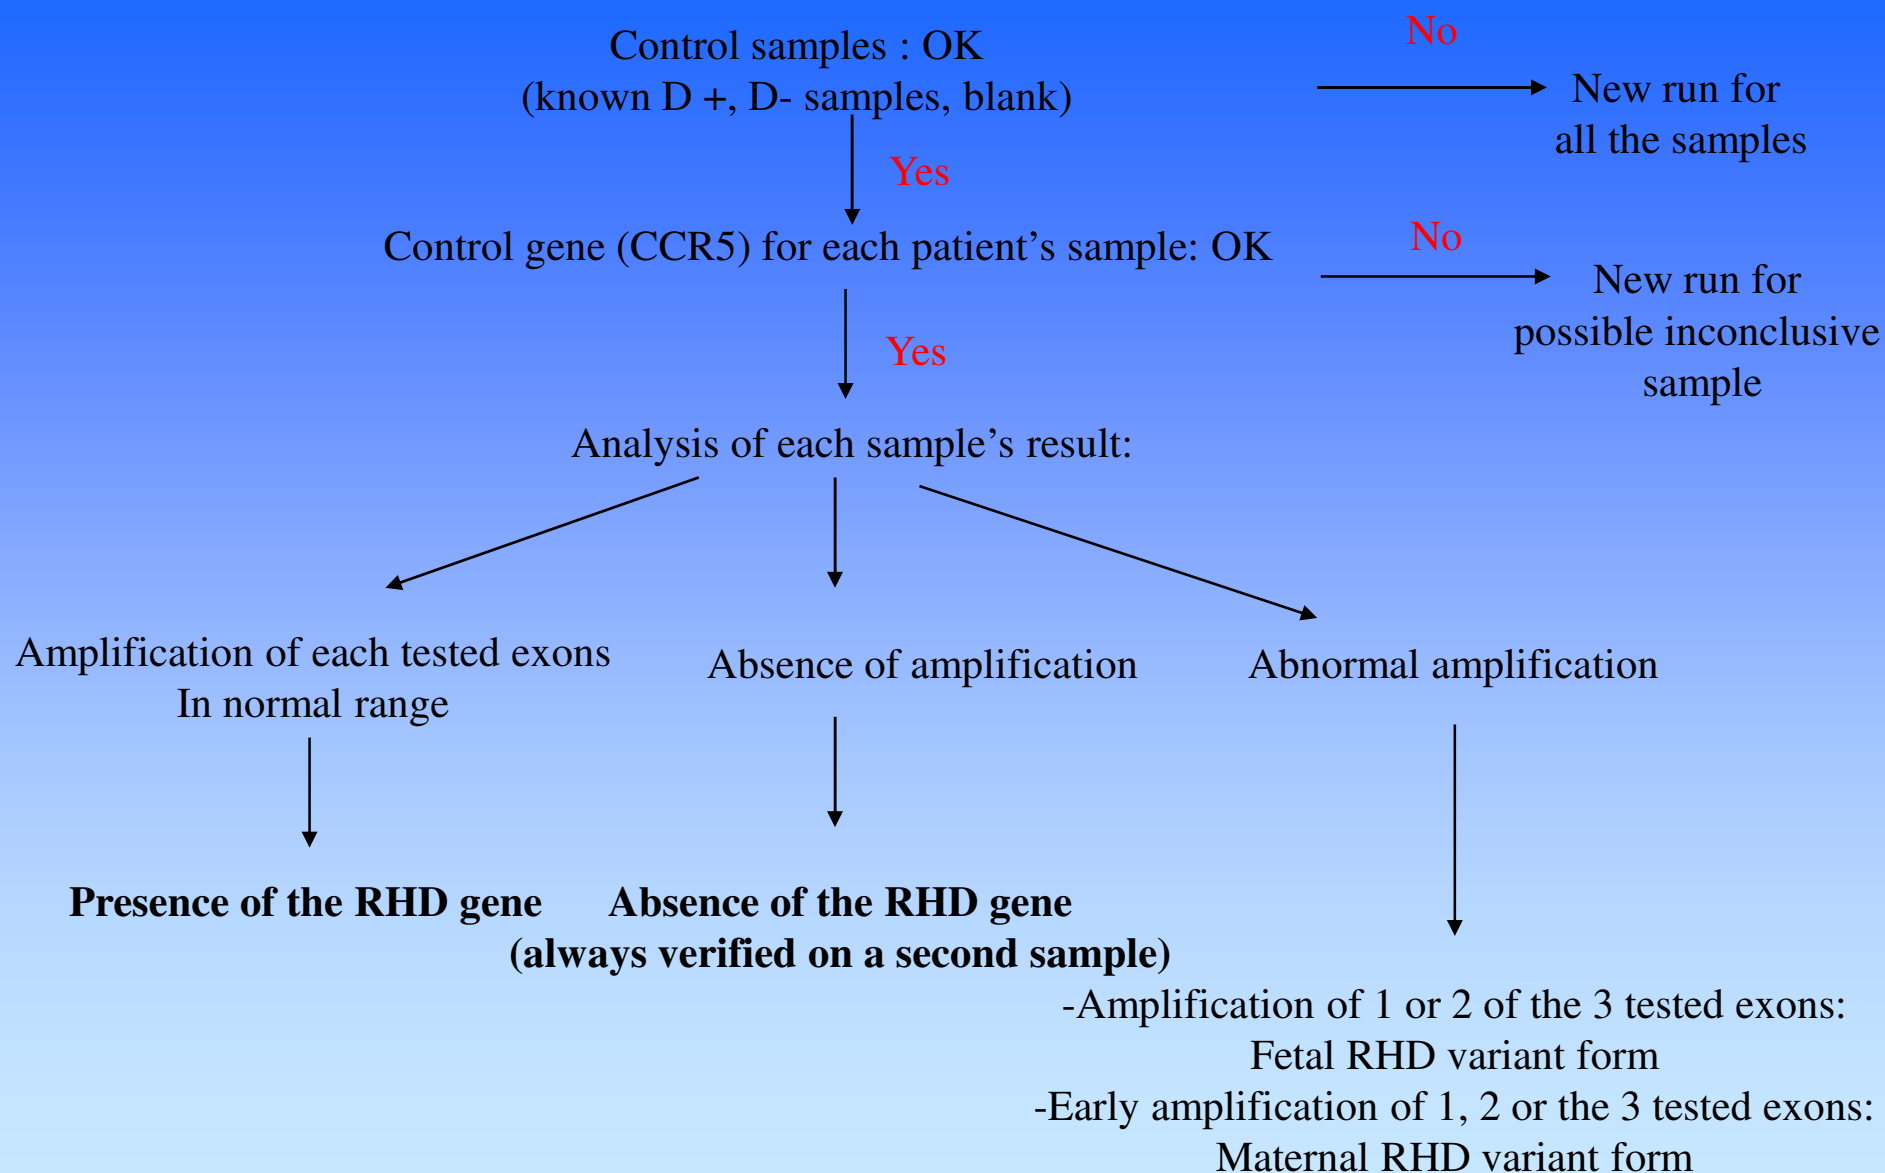 Control samples : OK
(known D +, D- samples, blank)
No
New run for
all the samples
Yes
Control gene (CCR5) for each patient’s sample: OK
No
New run for
possible inconclusive
sample
Yes
Analysis of each sample’s result:
Amplification of each tested exons
In normal range
Absence of amplification
Abnormal amplification
Presence of the RHD gene
Absence of the RHD gene
(always verified on a second sample)
-Amplification of 1 or 2 of the 3 tested exons:
Fetal RHD variant form
-Early amplification of 1, 2 or the 3 tested exons:
Maternal RHD variant form